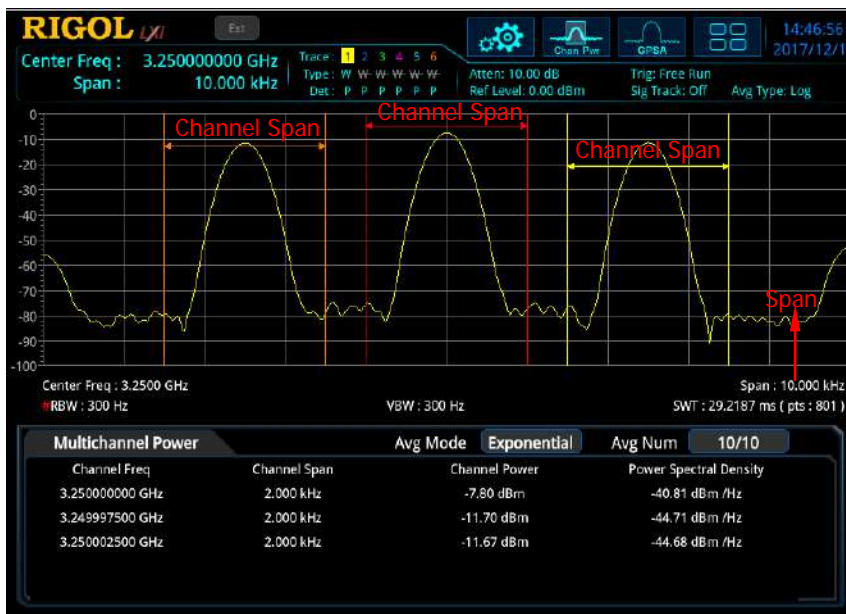 RIGOL LXI Ext
14:46:56
2017/12/1
Chan Pwr
GPSA
Center Freq : 3.250000000 GHz
Span : 10.000 kHz
Trace: 1 2 3 4 5 6
Type: W W W W W W
Det: P P P P P P
Atten: 10.00 dB
Ref Level: 0.00 dBm
Trig: Free Run
Sig Track: Off
Avg Type: Log
Channel Span
Channel Span
Channel Span
Span
0
-10
-20
-30
-40
-50
-60
-70
-80
-90
-100
Center Freq : 3.2500 GHz
Span : 10.000 kHz
#RBW : 300 Hz
VBW : 300 Hz
SWT : 29.2187 ms ( pts : 801 )
Multichannel Power
Avg Mode Exponential
Avg Num 10/10
Channel Freq Channel Span Channel Power Power Spectral Density
3.250000000 GHz 2.000 kHz -7.80 dBm -40.81 dBm /Hz
3.249997500 GHz 2.000 kHz -11.70 dBm -44.71 dBm /Hz
3.250002500 GHz 2.000 kHz -11.67 dBm -44.68 dBm /Hz